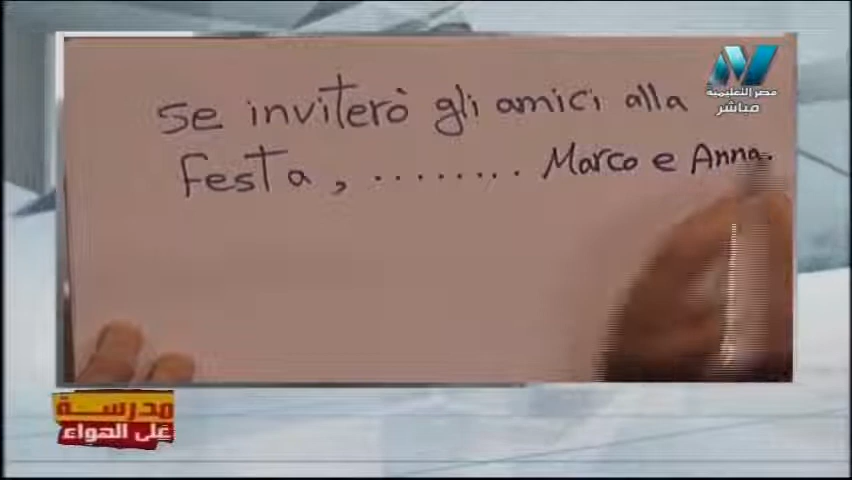 se inviterò gli amici alla
Festa, ........ Marco e Anna.
مصر التعليمية
مباشر
مدرسة
على الهواء